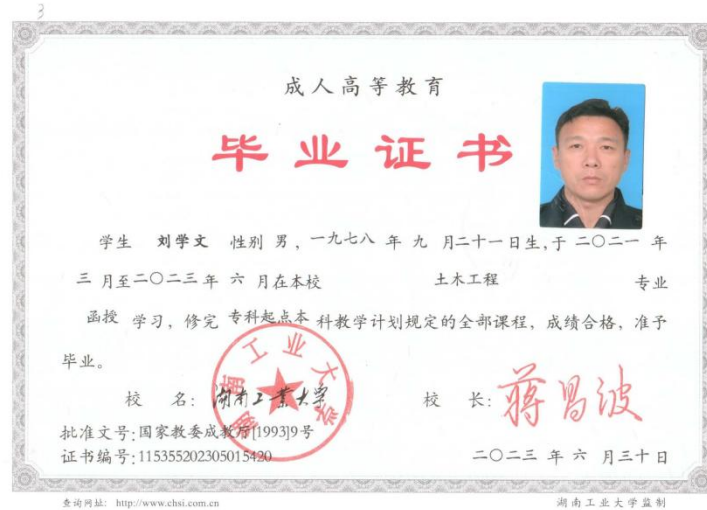 3
成人高等教育
毕业证书
学生 刘学文 性别 男，一九七八 年 九 月二十一日生,于 二〇二一 年
三 月至二〇二三年 六 月在本校 土木工程 专业
函授 学习，修完 专科起点本 科教学计划规定的全部课程，成绩合格，准予
毕业。
校 名: 湖南工业大学 校 长: 蒋昌波
湖南工业大学
批准文号:国家教委成教厅[1993]9号
证书编号:115355202305015420 二〇二三 年 六 月三十日
查询网址: http://www.chsi.com.cn 湖南工业大学监制